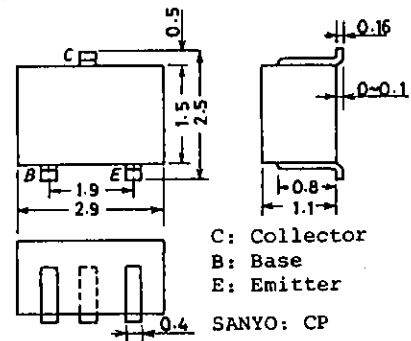 0.5
0.16
C
1.5
2.5
0~0.1
B
E
1.9
2.9
0.8
1.1
C: Collector
B: Base
E: Emitter
0.4
SANYO: CP